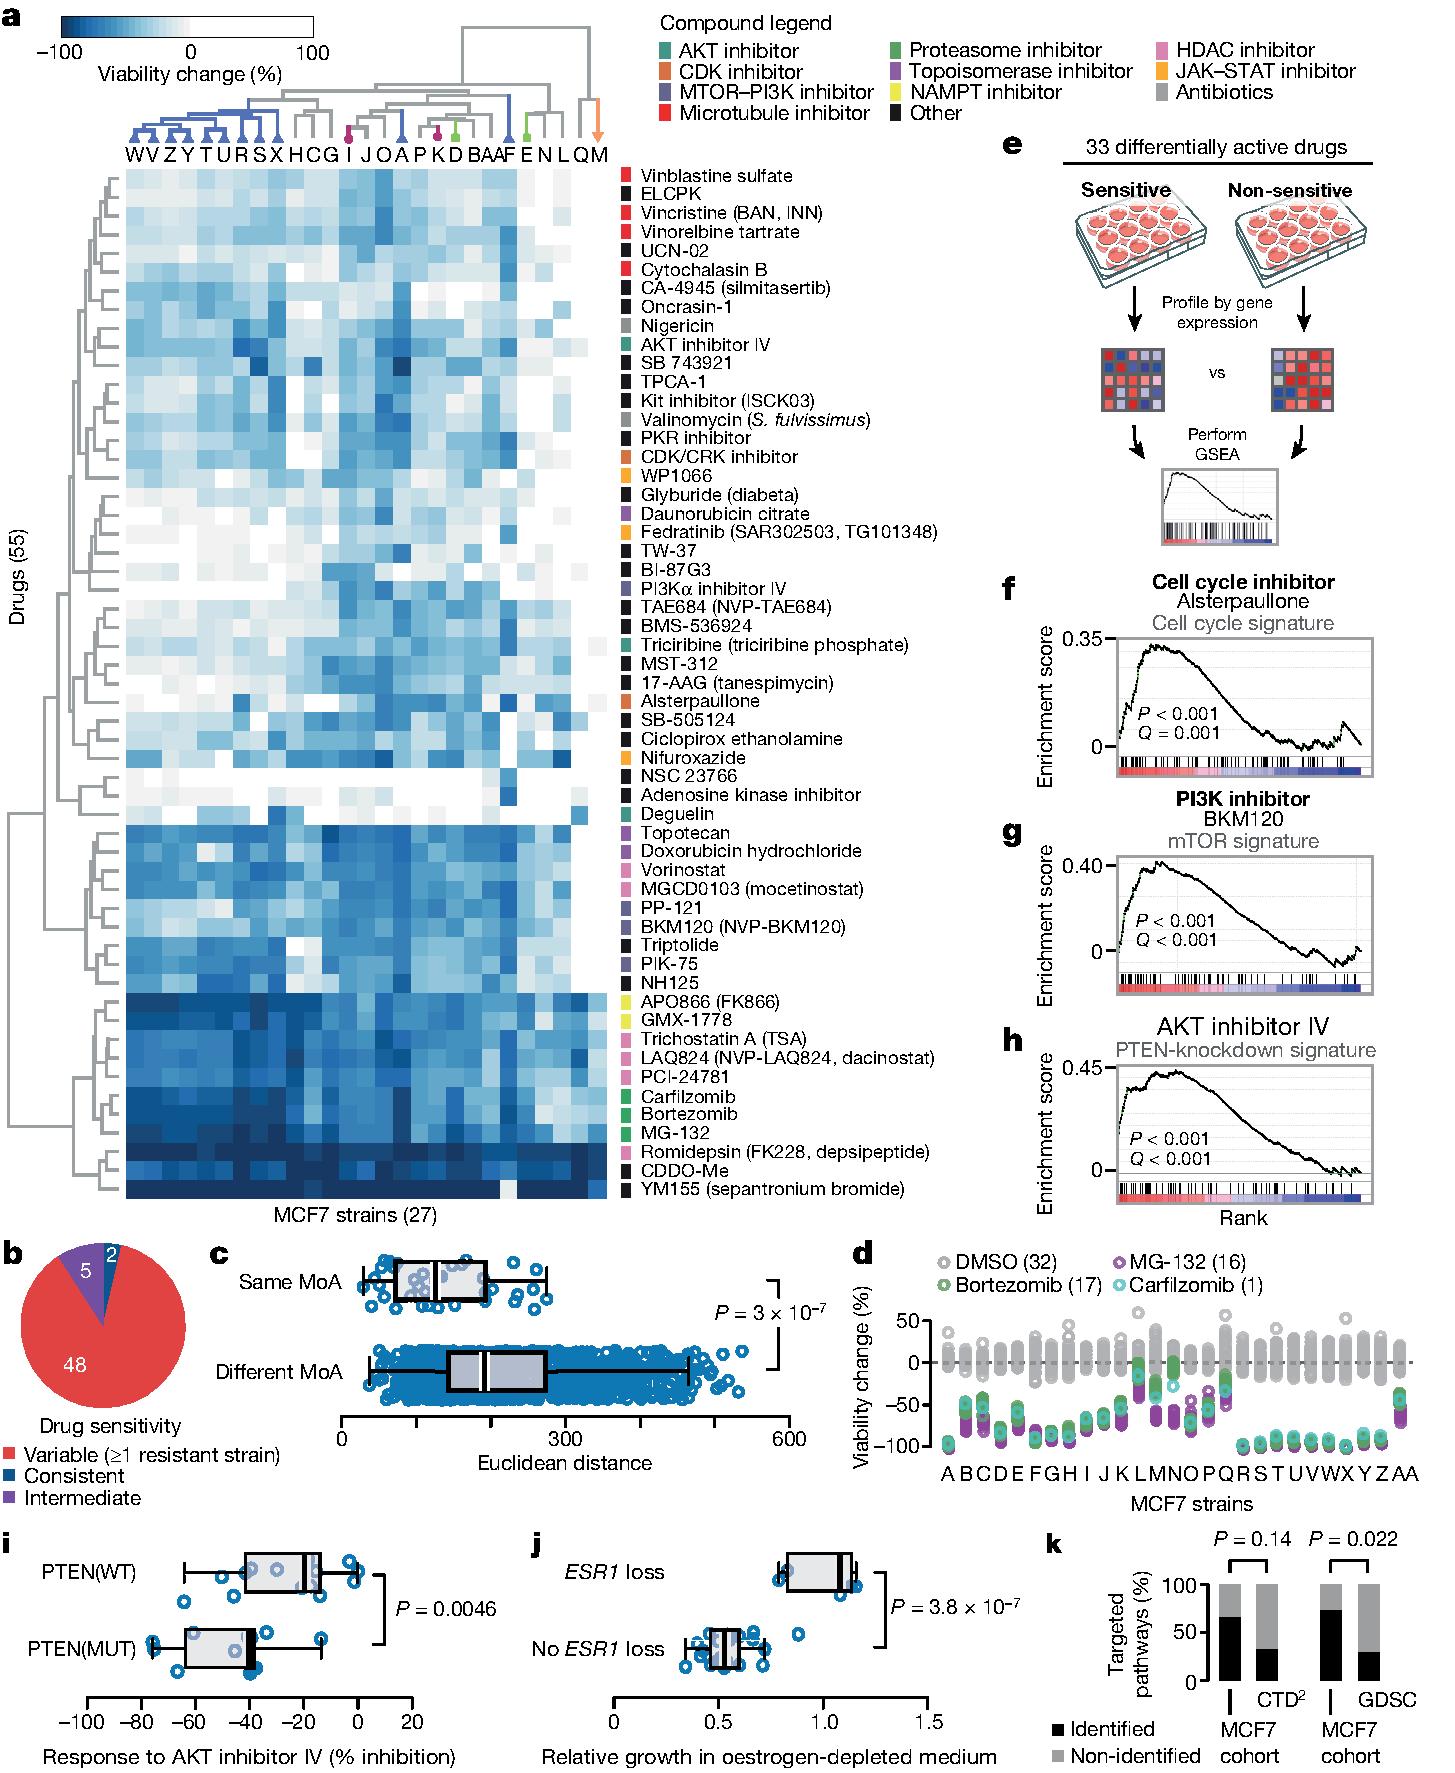 a
−100 0 100
Viability change (%)
Compound legend
AKT inhibitor
CDK inhibitor
MTOR–PI3K inhibitor
Microtubule inhibitor
Proteasome inhibitor
Topoisomerase inhibitor
NAMPT inhibitor
Other
HDAC inhibitor
JAK–STAT inhibitor
Antibiotics
W V Z Y T U R S X H C G I J O A P K D B AA F E N L Q M
Drugs (55)
Vinblastine sulfate
ELCPK
Vincristine (BAN, INN)
Vinorelbine tartrate
UCN-02
Cytochalasin B
CA-4945 (silmitasertib)
Oncrasin-1
Nigericin
AKT inhibitor IV
SB 743921
TPCA-1
Kit inhibitor (ISCK03)
Valinomycin (S. fulvissimus)
PKR inhibitor
CDK/CRK inhibitor
WP1066
Glyburide (diabeta)
Daunorubicin citrate
Fedratinib (SAR302503, TG101348)
TW-37
BI-87G3
PI3Kα inhibitor IV
TAE684 (NVP-TAE684)
BMS-536924
Triciribine (triciribine phosphate)
MST-312
17-AAG (tanespimycin)
Alsterpaullone
SB-505124
Ciclopirox ethanolamine
Nifuroxazide
NSC 23766
Adenosine kinase inhibitor
Deguelin
Topotecan
Doxorubicin hydrochloride
Vorinostat
MGCD0103 (mocetinostat)
PP-121
BKM120 (NVP-BKM120)
Triptolide
PIK-75
NH125
APO866 (FK866)
GMX-1778
Trichostatin A (TSA)
LAQ824 (NVP-LAQ824, dacinostat)
PCI-24781
Carfilzomib
Bortezomib
MG-132
Romidepsin (FK228, depsipeptide)
CDDO-Me
YM155 (sepantronium bromide)
MCF7 strains (27)
e
33 differentially active drugs
Sensitive
Non-sensitive
Profile by gene
expression
vs
Perform
GSEA
f
Cell cycle inhibitor
Alsterpaullone
Cell cycle signature
Enrichment score
0.35
0
P < 0.001
Q = 0.001
g
PI3K inhibitor
BKM120
mTOR signature
Enrichment score
0.40
0
P < 0.001
Q < 0.001
h
AKT inhibitor IV
PTEN-knockdown signature
Enrichment score
0.45
0
P < 0.001
Q < 0.001
Rank
b
2
5
48
Drug sensitivity
Variable (≥1 resistant strain)
Consistent
Intermediate
c
Same MoA
Different MoA
P = 3 × 10−7
0 300 600
Euclidean distance
d
DMSO (32)
MG-132 (16)
Bortezomib (17)
Carfilzomib (1)
Viability change (%)
50
0
−50
−100
A B C D E F G H I J K L M N O P Q R S T U V W X Y Z AA
MCF7 strains
i
PTEN(WT)
PTEN(MUT)
P = 0.0046
−100 −80 −60 −40 −20 0 20
Response to AKT inhibitor IV (% inhibition)
j
ESR1 loss
No ESR1 loss
P = 3.8 × 10−7
0 0.5 1.0 1.5
Relative growth in oestrogen-depleted medium
k
P = 0.14 P = 0.022
Targeted
pathways (%)
100
50
0
CTD2 GDSC
MCF7
cohort
MCF7
cohort
Identified
Non-identified